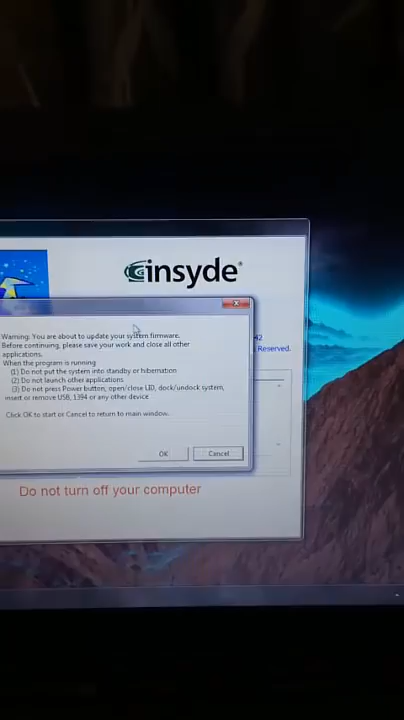 insyde®
42
. Reserved.
Warning: You are about to update your system firmware.
Before continuing, please save your work and close all other
applications.
When the program is running
(1) Do not put the system into standby or hibernation
(2) Do not launch other applications
(3) Do not press Power button, open/close LID, dock/undock system,
insert or remove USB, 1394 or any other device
Click OK to start or Cancel to return to main window.
OK
Cancel
Do not turn off your computer